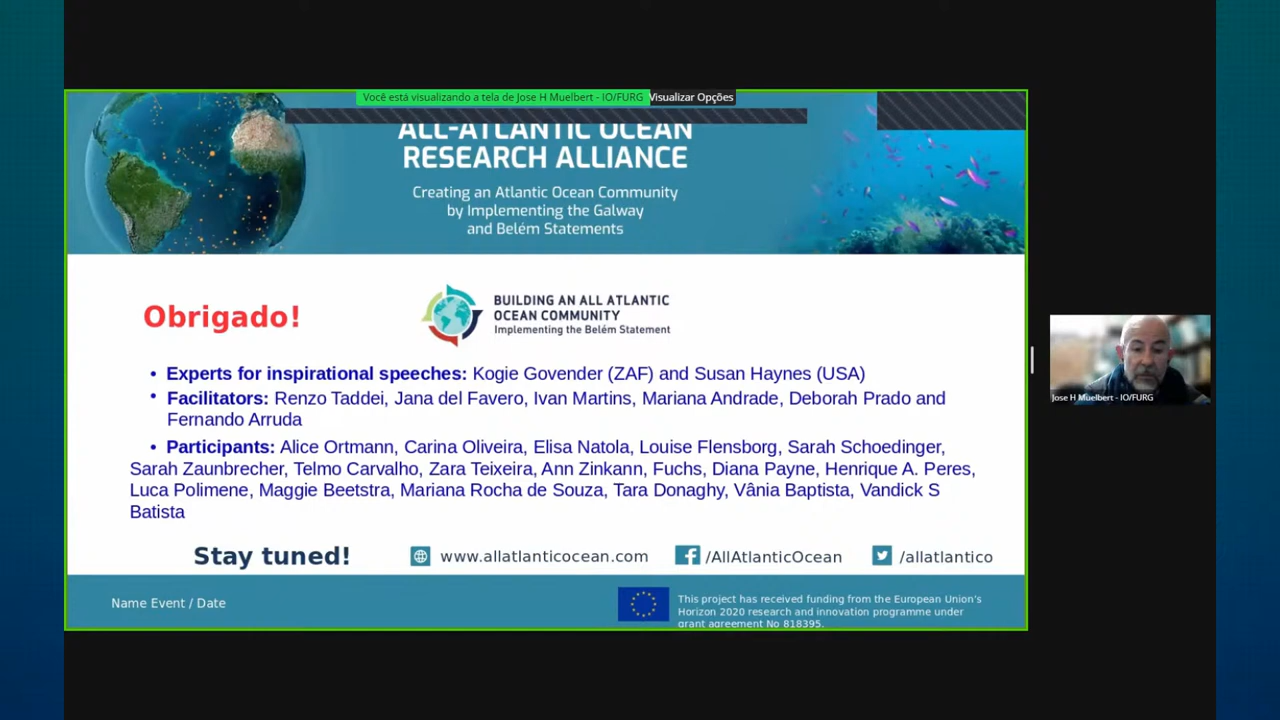 Você está visualizando a tela de Jose H Muelbert - IO/FURG Visualizar Opções
ALL-ATLANTIC OCEAN
RESEARCH ALLIANCE
Creating an Atlantic Ocean Community
by Implementing the Galway
and Belém Statements
Obrigado!
BUILDING AN ALL ATLANTIC
OCEAN COMMUNITY
Implementing the Belém Statement
• Experts for inspirational speeches: Kogie Govender (ZAF) and Susan Haynes (USA)
• Facilitators: Renzo Taddei, Jana del Favero, Ivan Martins, Mariana Andrade, Deborah Prado and
Fernando Arruda
• Participants: Alice Ortmann, Carina Oliveira, Elisa Natola, Louise Flensborg, Sarah Schoedinger,
Sarah Zaunbrecher, Telmo Carvalho, Zara Teixeira, Ann Zinkann, Fuchs, Diana Payne, Henrique A. Peres,
Luca Polimene, Maggie Beetstra, Mariana Rocha de Souza, Tara Donaghy, Vânia Baptista, Vandick S
Batista
Stay tuned! www.allatlanticocean.com /AllAtlanticOcean /allatlantico
Name Event / Date
This project has received funding from the European Union's
Horizon 2020 research and innovation programme under
grant agreement No 818395.
Jose H Muelbert - IO/FURG